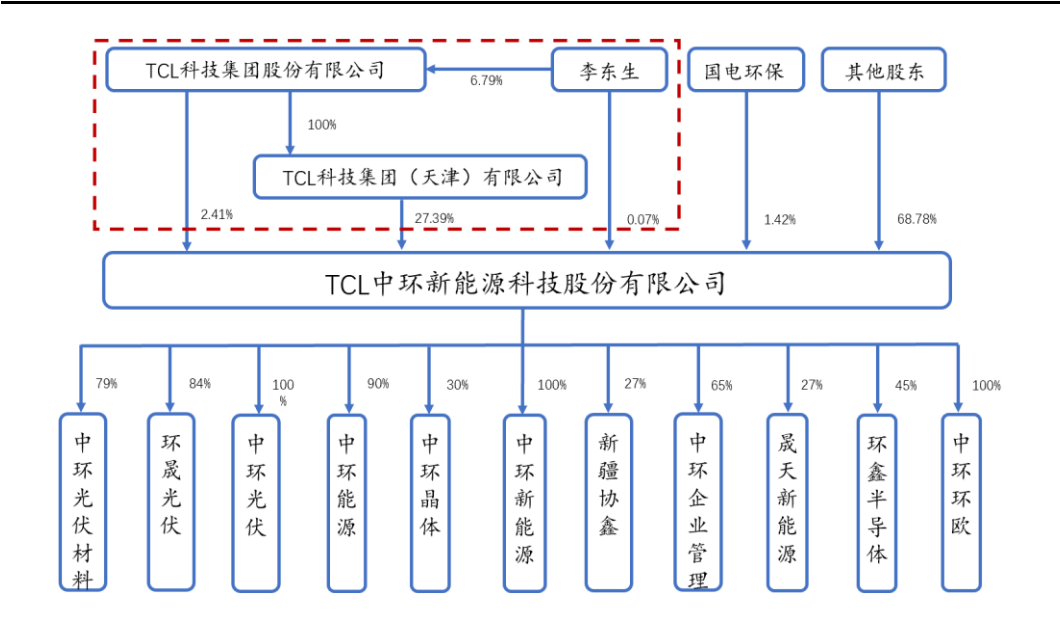 TCL科技集团股份有限公司
6.79%
李东生
国电环保
其他股东
100%
TCL科技集团（天津）有限公司
2.41%
27.39%
0.07%
1.42%
68.78%
TCL中环新能源科技股份有限公司
79%
84%
100
%
90%
30%
100%
27%
65%
27%
45%
100%
中环光伏材料
环晟光伏
中环光伏
中环能源
中环晶体
中环新能源
新疆协鑫
中环企业管理
晟天新能源
环鑫半导体
中环环欧